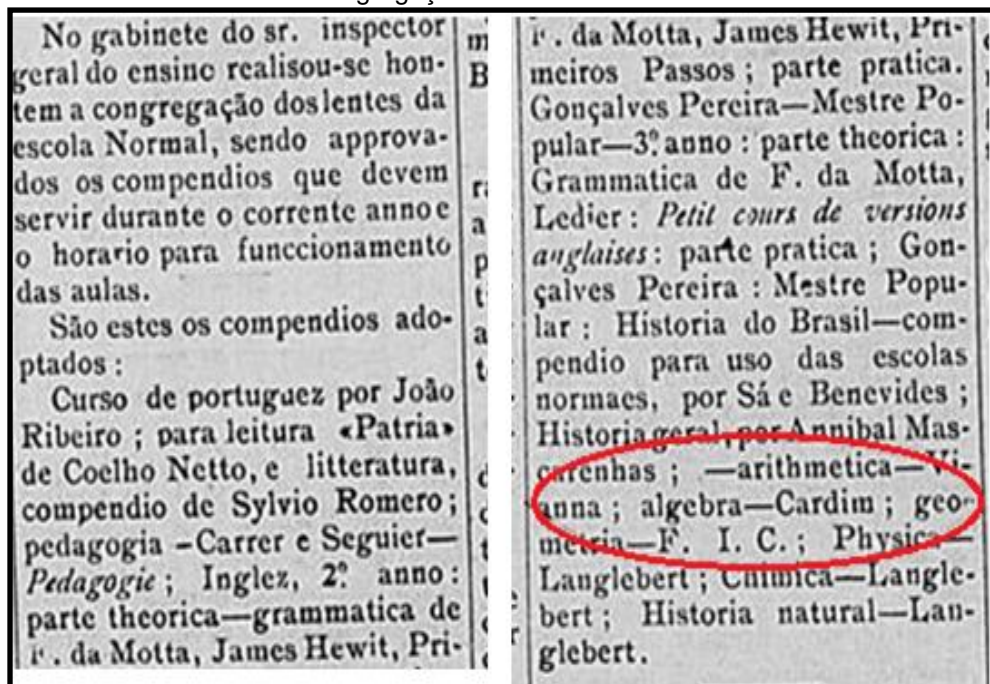 No gabinete do sr. inspector
geral do ensino realisou-se hon-
tem a congregação dos lentes da
escola Normal, sendo approva-
dos os compendios que devem
servir durante o corrente anno e
o horario para funccionamento
das aulas.
São estes os compendios ado-
ptados :
Curso de portuguez por João
Ribeiro ; para leitura «Patria»
de Coelho Netto, e litteratura,
compendio de Sylvio Romero;
pedagogia –Carrer e Seguier—
Pedagogie ; Inglez, 2º anno :
parte theorica—grammatica de
F. da Motta, James Hewit, Pri-
F. da Motta, James Hewit, Pri-
meiros Passos ; parte pratica.
Gonçalves Pereira—Mestre Po-
pular—3º anno : parte theorica :
Grammatica de F. da Motta,
Ledier : Petit cours de versions
anglaises : parte pratica ; Gon-
çalves Pereira : Mestre Popu-
lar ; Historia do Brasil—com-
pendio para uso das escolas
normaes, por Sá e Benevides ;
Historia geral, por Annibal Mas-
carenhas ; —arithmetica—Vi-
anna ; algebra—Cardim ; geo-
metria—F. I. C. ; Physica—
Langlebert ; Chimica—Langle-
bert ; Historia natural—Lan-
glebert.